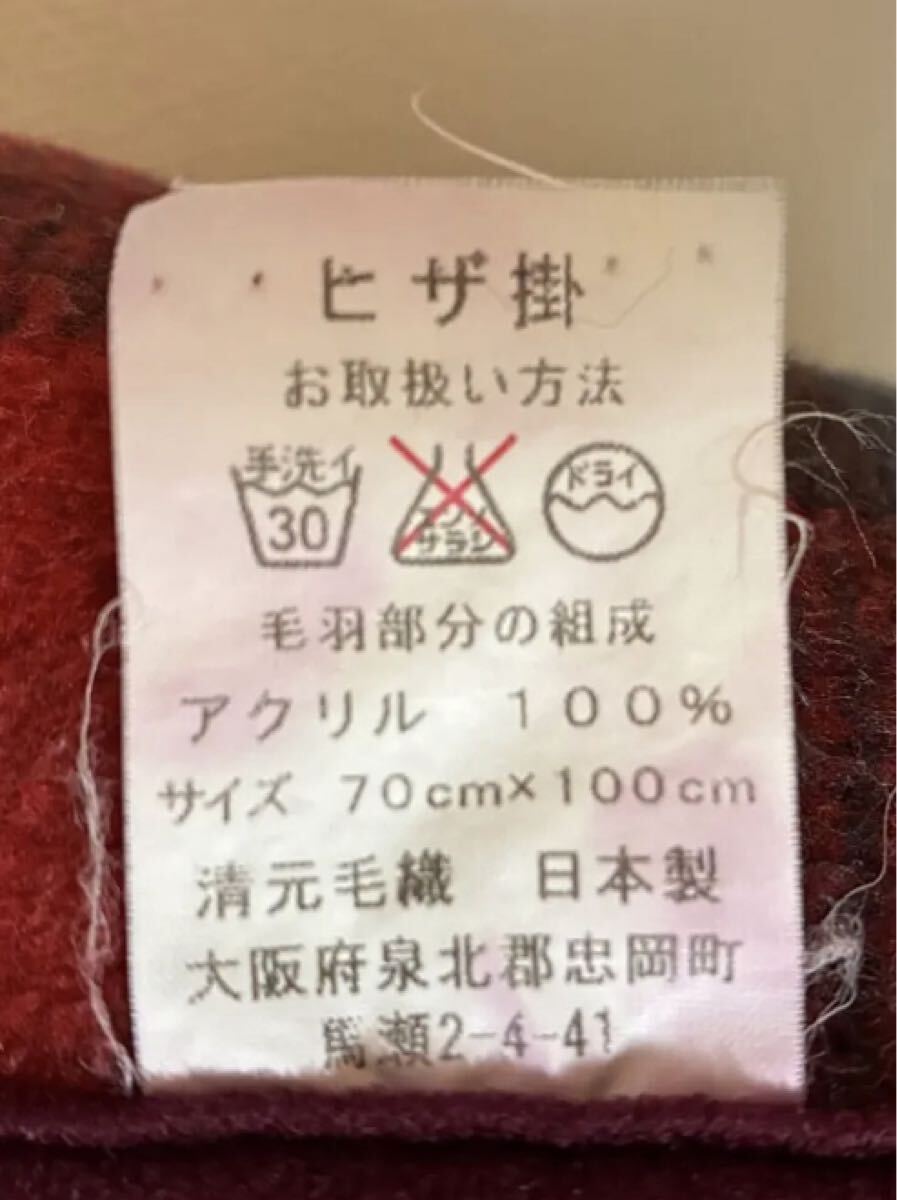 ヒザ掛
お取扱い方法
手洗イ
30
エンソ
サラシ
ドライ
毛羽部分の組成
アクリル　１００％
サイズ　70cm×100cm
清元毛織　日本製
大阪府泉北郡忠岡町
馬瀬2-4-41